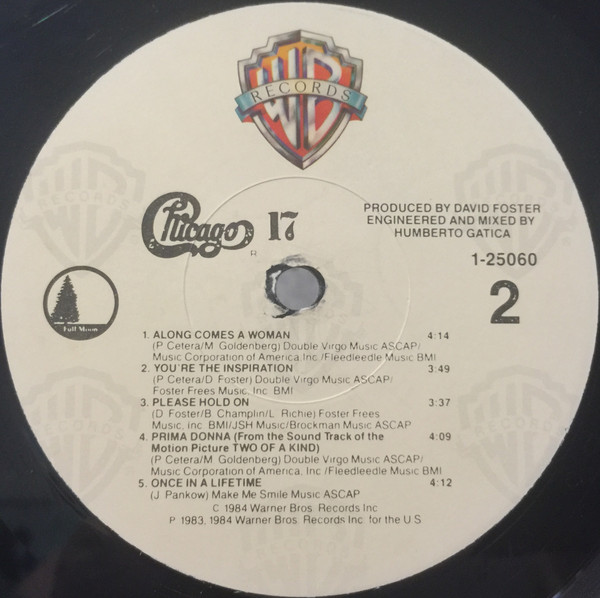 WB
RECORDS
Chicago 17
R
PRODUCED BY DAVID FOSTER
ENGINEERED AND MIXED BY
HUMBERTO GATICA
1-25060
2
Full Moon
1. ALONG COMES A WOMAN 4:14
(P Cetera/M. Goldenberg) Double Virgo Music ASCAP/
Music Corporation of America. Inc./Fleedleedle Music BMI
2. YOU'RE THE INSPIRATION 3:49
(P Cetera/D. Foster) Double Virgo Music ASCAP/
Foster Frees Music, Inc. BMI
3. PLEASE HOLD ON 3:37
(D. Foster/B. Champlin/L. Richie) Foster Frees
Music, inc. BMI/JSH Music/Brockman Music ASCAP
4. PRIMA DONNA (From the Sound Track of the 4:09
Motion Picture TWO OF A KIND)
(P. Cetera/M. Goldenberg) Double Virgo Music ASCAP/
Music Corporation of America, Inc./Fleedleedle Music BMI
5. ONCE IN A LIFETIME 4:12
(J. Pankow) Make Me Smile Music ASCAP
C 1984 Warner Bros. Records Inc
P 1983, 1984 Warner Bros. Records Inc. for the U.S